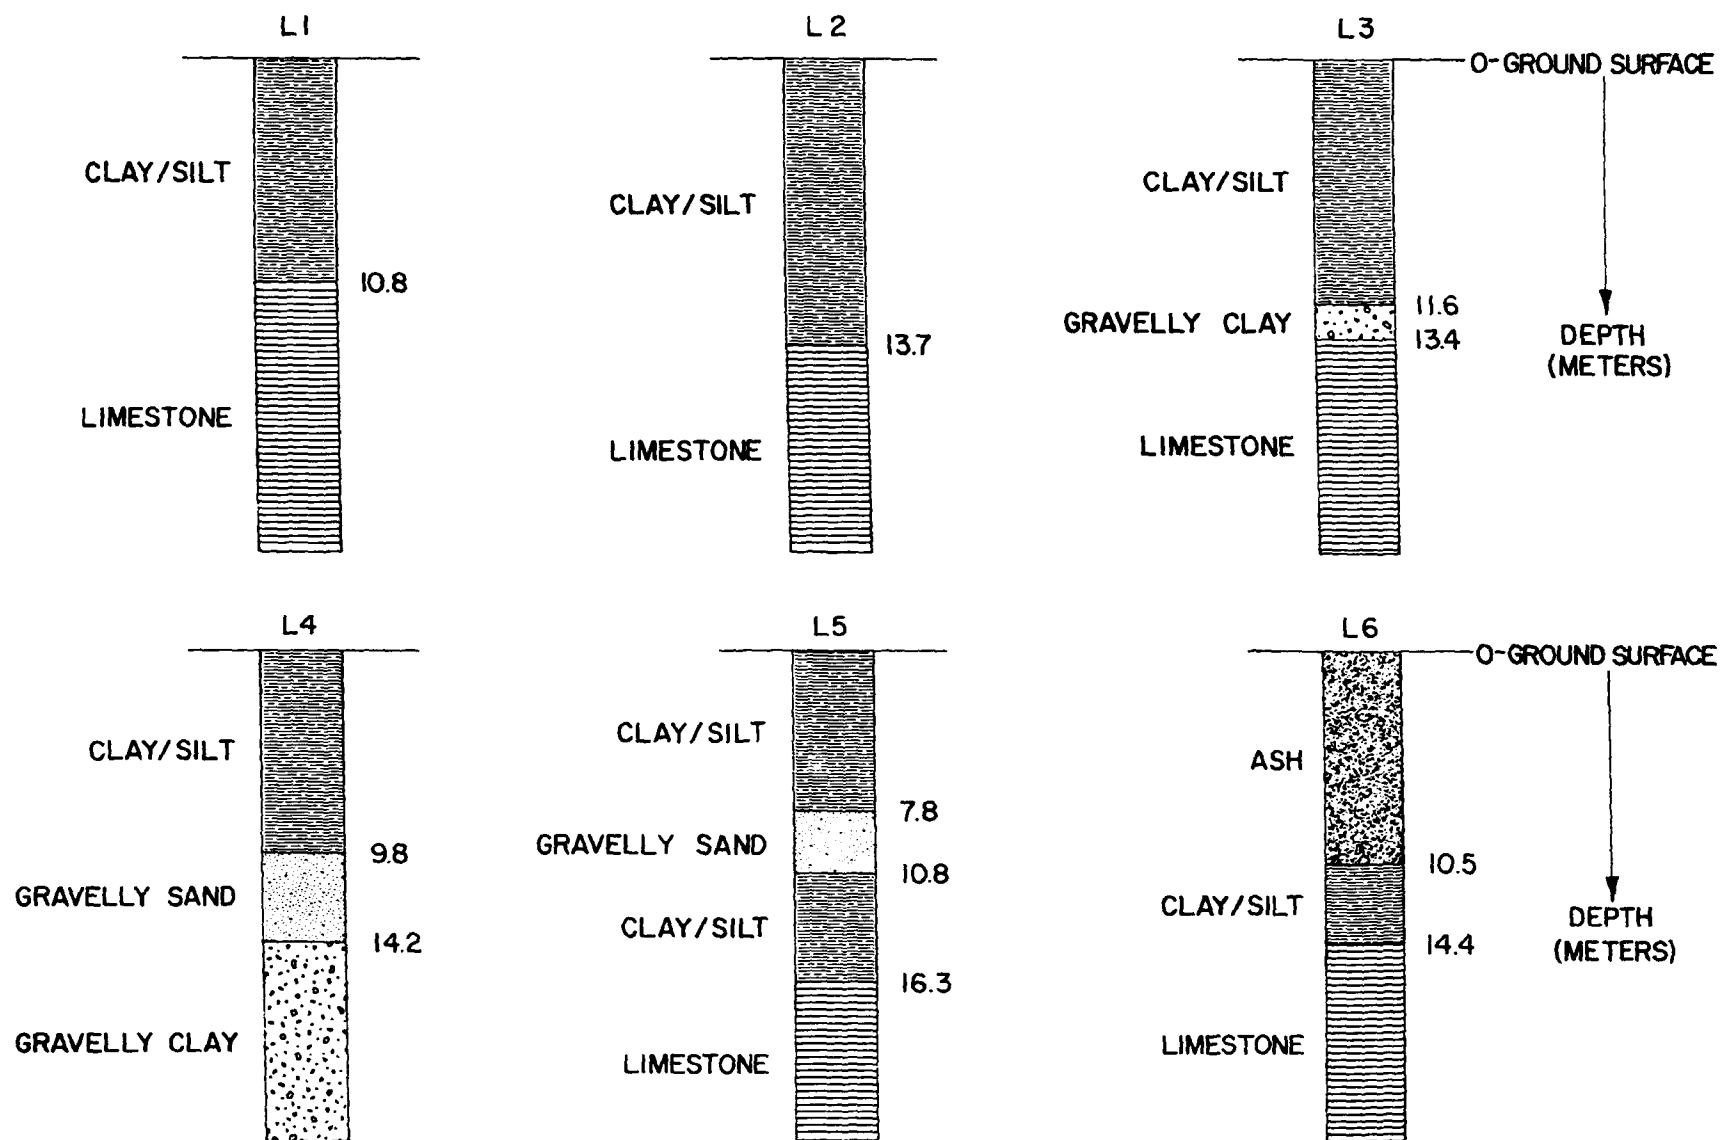 L1
L2
L3
0-GROUND SURFACE
CLAY/SILT
10.8
LIMESTONE
CLAY/SILT
13.7
LIMESTONE
CLAY/SILT
11.6
GRAVELLY CLAY
13.4
LIMESTONE
DEPTH
(METERS)
L4
L5
L6
0-GROUND SURFACE
CLAY/SILT
9.8
GRAVELLY SAND
14.2
GRAVELLY CLAY
CLAY/SILT
7.8
GRAVELLY SAND
10.8
CLAY/SILT
16.3
LIMESTONE
ASH
10.5
CLAY/SILT
14.4
LIMESTONE
DEPTH
(METERS)